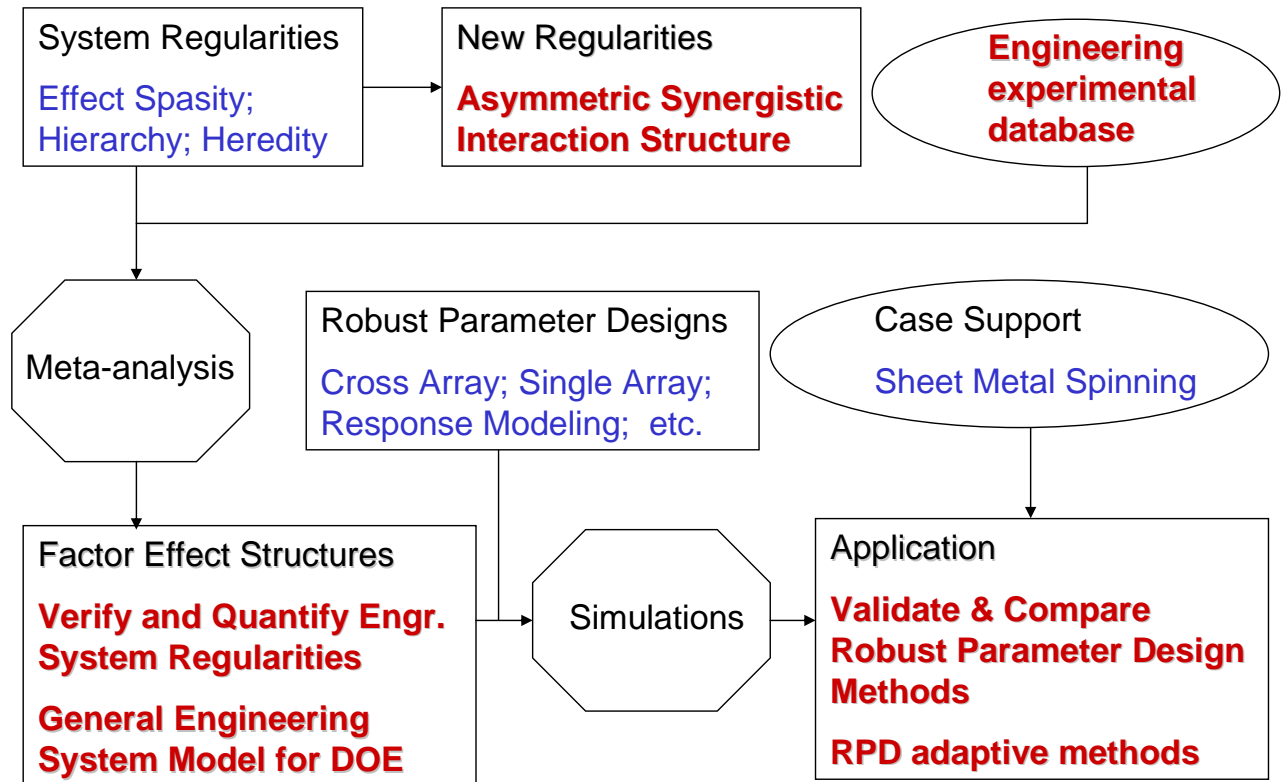 System Regularities
Effect Spasity;
Hierarchy; Heredity
New Regularities
Asymmetric Synergistic
Interaction Structure
Engineering
experimental
database
Meta-analysis
Robust Parameter Designs
Cross Array; Single Array;
Response Modeling; etc.
Case Support
Sheet Metal Spinning
Factor Effect Structures
Verify and Quantify Engr.
System Regularities
General Engineering
System Model for DOE
Simulations
Application
Validate & Compare
Robust Parameter Design
Methods
RPD adaptive methods